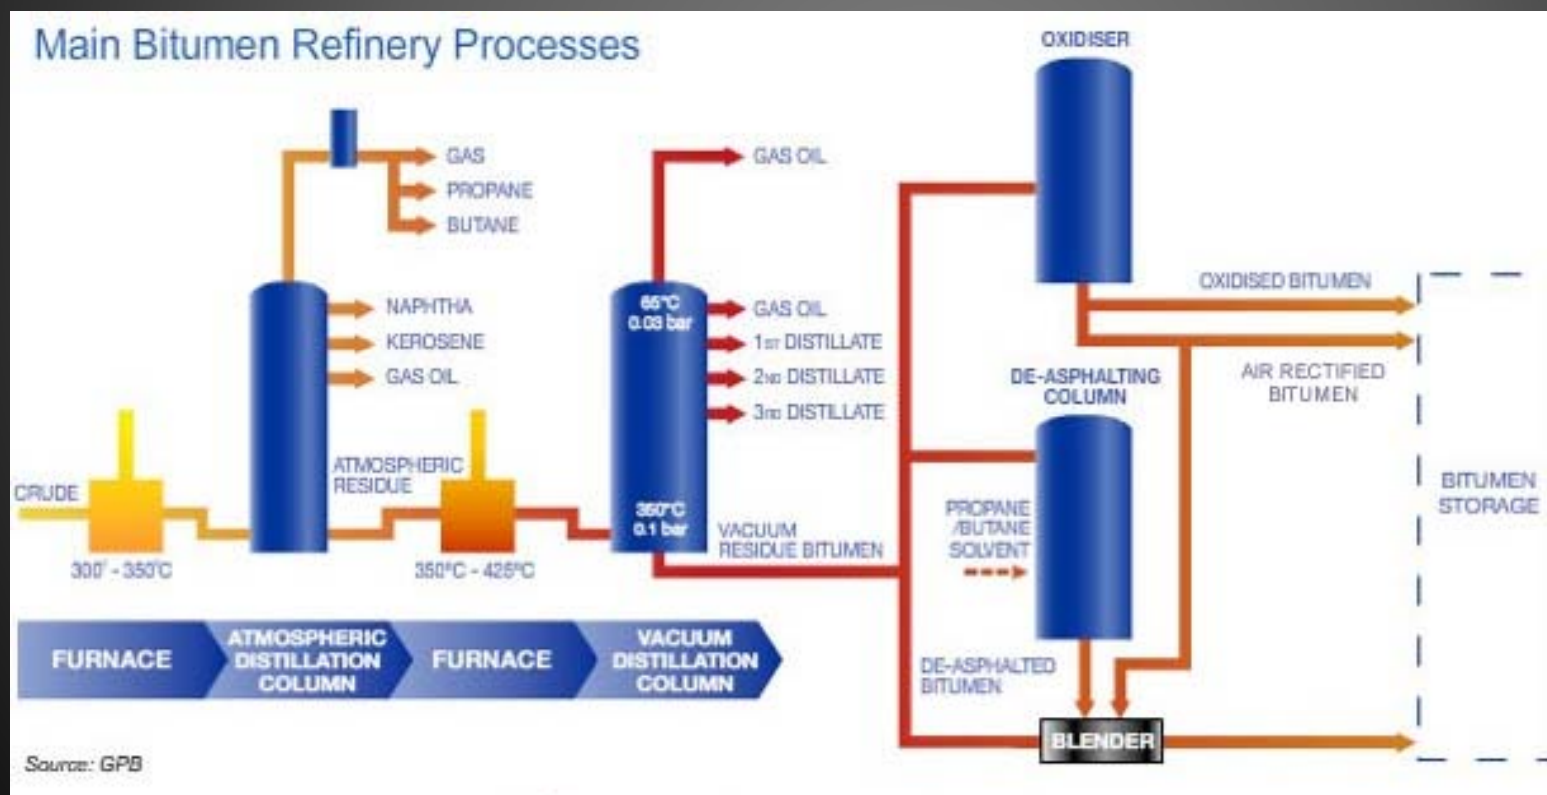 Main Bitumen Refinery Processes
OXIDISER
GAS
PROPANE
BUTANE
GAS OIL
NAPHTHA
KEROSENE
GAS OIL
65°C
0.03 bar
GAS OIL
1ST DISTILLATE
2ND DISTILLATE
3RD DISTILLATE
OXIDISED BITUMEN
AIR RECTIFIED
BITUMEN
DE-ASPHALTING
COLUMN
CRUDE
ATMOSPHERIC
RESIDUE
350°C
0.1 bar
VACUUM
RESIDUE BITUMEN
PROPANE
/BUTANE
SOLVENT
BITUMEN
STORAGE
300° - 350°C
350°C - 425°C
FURNACE
ATMOSPHERIC
DISTILLATION
COLUMN
FURNACE
VACUUM
DISTILLATION
COLUMN
DE-ASPHALTED
BITUMEN
BLENDER
Source: GPB